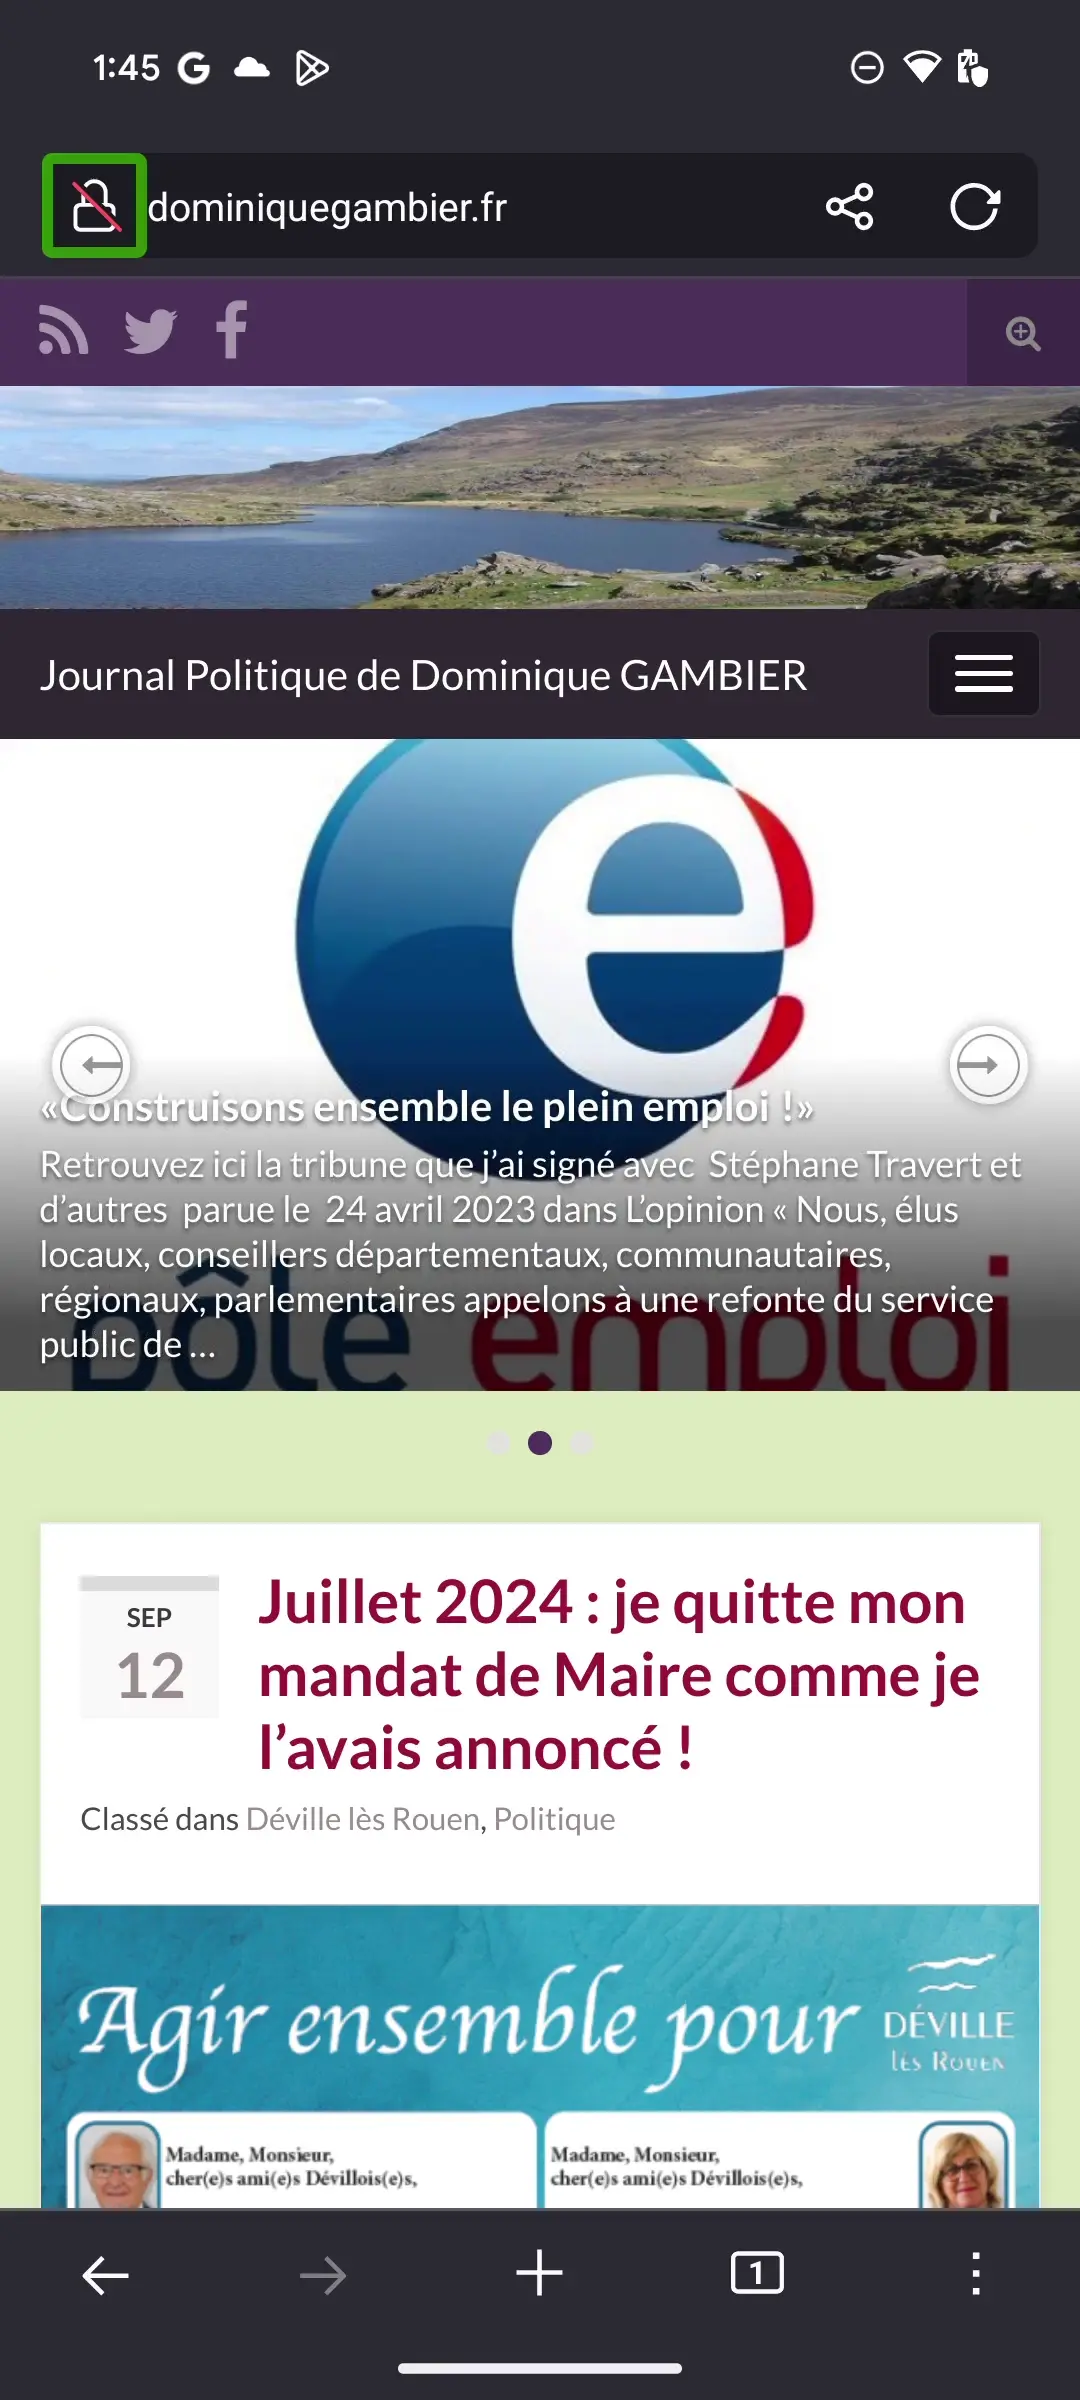 1:45
dominiquegambier.fr
Journal Politique de Dominique GAMBIER
«Construisons ensemble le plein emploi !»
Retrouvez ici la tribune que j’ai signé avec Stéphane Travert et
d’autres parue le 24 avril 2023 dans L’opinion « Nous, élus
locaux, conseillers départementaux, communautaires,
régionaux, parlementaires appelons à une refonte du service
public de ...
pôle emploi
SEP
12
Juillet 2024 : je quitte mon
mandat de Maire comme je
l’avais annoncé !
Classé dans Déville lès Rouen, Politique
Agir ensemble pour
DÉVILLE
lès Rouen
Madame, Monsieur,
cher(e)s ami(e)s Dévillois(e)s,
Madame, Monsieur,
cher(e)s ami(e)s Dévillois(e)s,
1